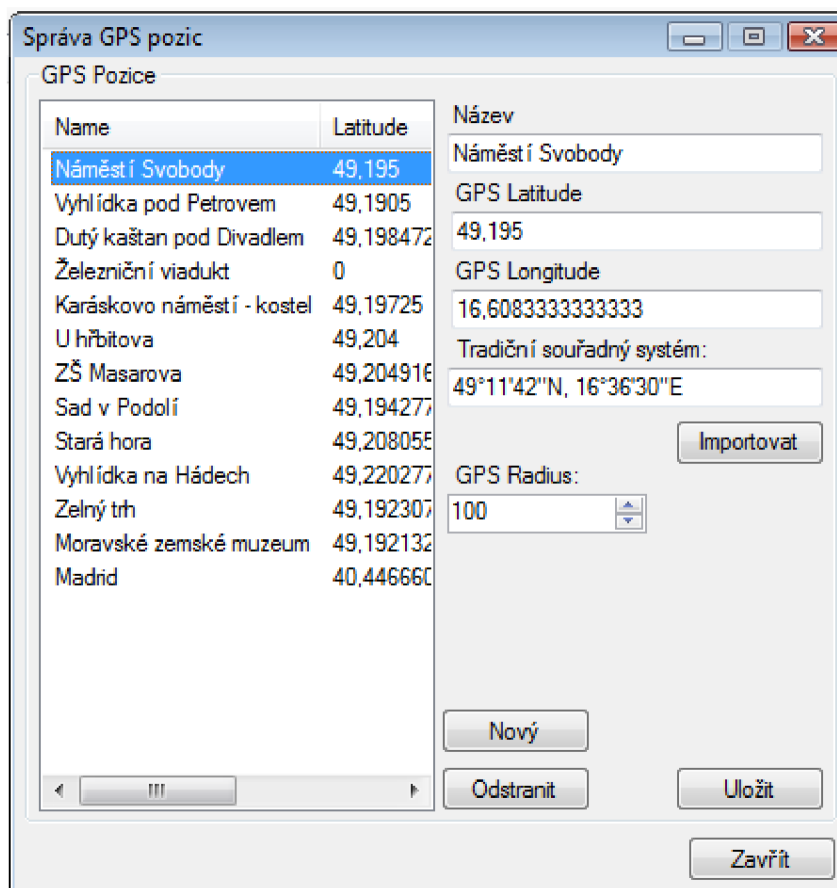 Správa GPS pozic
GPS Pozice
Name Latitude
Náměstí Svobody 49,195
Vyhlídka pod Petrovem 49,1905
Dutý kaštan pod Divadlem 49,198472
Železniční viadukt 0
Karáskovo náměstí - kostel 49,19725
U hřbitova 49,204
ZŠ Masarova 49,204916
Sad v Podolí 49,194277
Stará hora 49,208055
Vyhlídka na Hádech 49,220277
Zelný trh 49,192307
Moravské zemské muzeum 49,192132
Madrid 40,446660
Název
Náměstí Svobody
GPS Latitude
49,195
GPS Longitude
16,6083333333333
Tradiční souřadný systém:
49°11'42''N, 16°36'30''E
Importovat
GPS Radius:
100
Nový
Odstranit Uložit
Zavřít